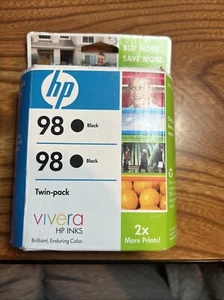 BUY MORE,
SAVE MORE
hp
98 Black
98 Black
Twin-pack
vivera
HP INKS
Brilliant, Enduring Color.
2x
More Prints!